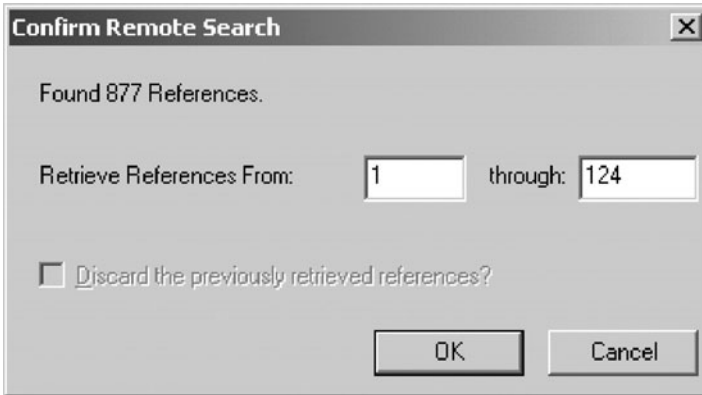 Confirm Remote Search
Found 877 References.
Retrieve References From: 1 through: 124
Discard the previously retrieved references?
OK Cancel